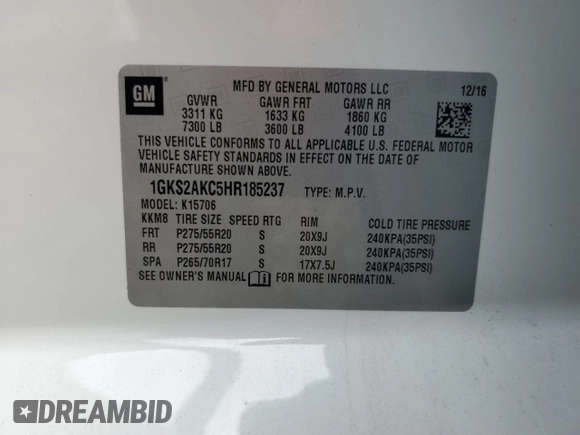 GM
MFD BY GENERAL MOTORS LLC 12/16
GVWR GAWR FRT GAWR RR
3311 KG 1633 KG 1860 KG
7300 LB 3600 LB 4100 LB
THIS VEHICLE CONFORMS TO ALL APPLICABLE U.S. FEDERAL MOTOR
VEHICLE SAFETY STANDARDS IN EFFECT ON THE DATE OF
MANUFACTURE SHOWN ABOVE.
1GKS2AKC5HR185237 TYPE: M.P.V.
MODEL: K15706
KKMB TIRE SIZE SPEED RTG RIM COLD TIRE PRESSURE
FRT P275/55R20 S 20X9J 240KPA(35PSI)
RR P275/55R20 S 20X9J 240KPA(35PSI)
SPA P265/70R17 S 17X7.5J 240KPA(35PSI)
SEE OWNER'S MANUAL FOR MORE INFORMATION.
DREAMBID